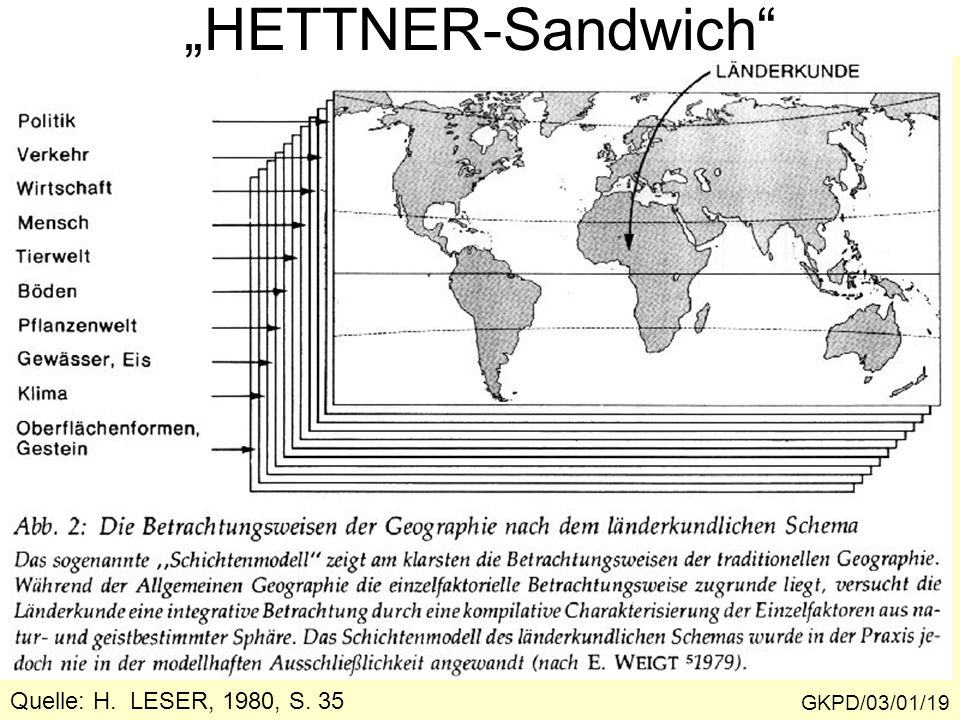 „HETTNER-Sandwich“
LÄNDERKUNDE
Politik
Verkehr
Wirtschaft
Mensch
Tierwelt
Böden
Pflanzenwelt
Gewässer, Eis
Klima
Oberflächenformen,
Gestein
Abb. 2: Die Betrachtungsweisen der Geographie nach dem länderkundlichen Schema
Das sogenannte „Schichtenmodell" zeigt am klarsten die Betrachtungsweisen der traditionellen Geographie.
Während der Allgemeinen Geographie die einzelfaktorielle Betrachtungsweise zugrunde liegt, versucht die
Länderkunde eine integrative Betrachtung durch eine kompilative Charakterisierung der Einzelfaktoren aus na-
tur- und geistbestimmter Sphäre. Das Schichtenmodell des länderkundlichen Schemas wurde in der Praxis je-
doch nie in der modellhaften Ausschließlichkeit angewandt (nach E. WEIGT ⁵1979).
Quelle: H. LESER, 1980, S. 35
GKPD/03/01/19